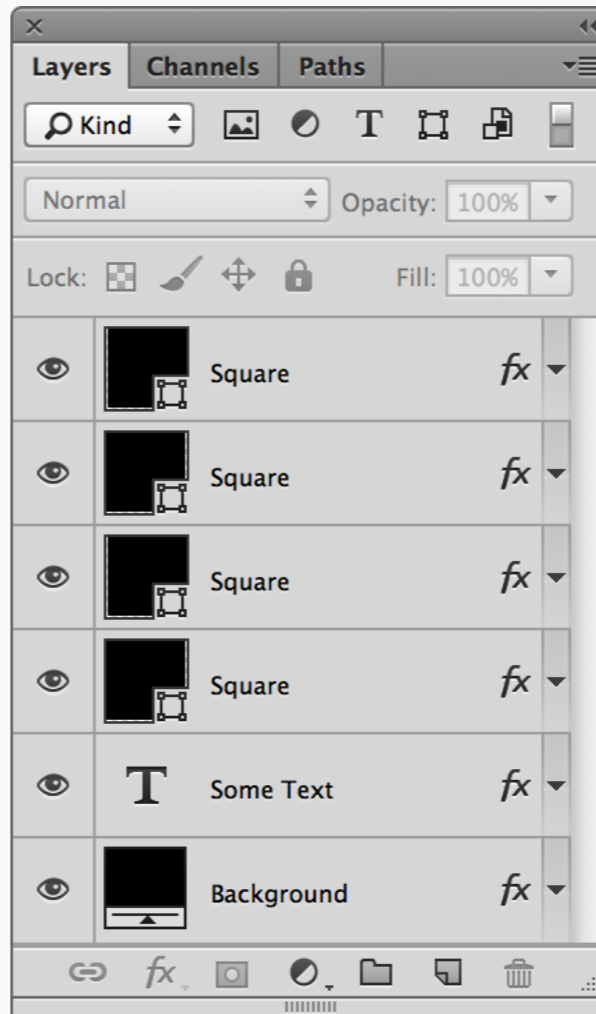 Layers Channels Paths
Kind T
Normal Opacity: 100%
Lock: Fill: 100%
Square fx
Square fx
Square fx
Square fx
T Some Text fx
Background fx
fx